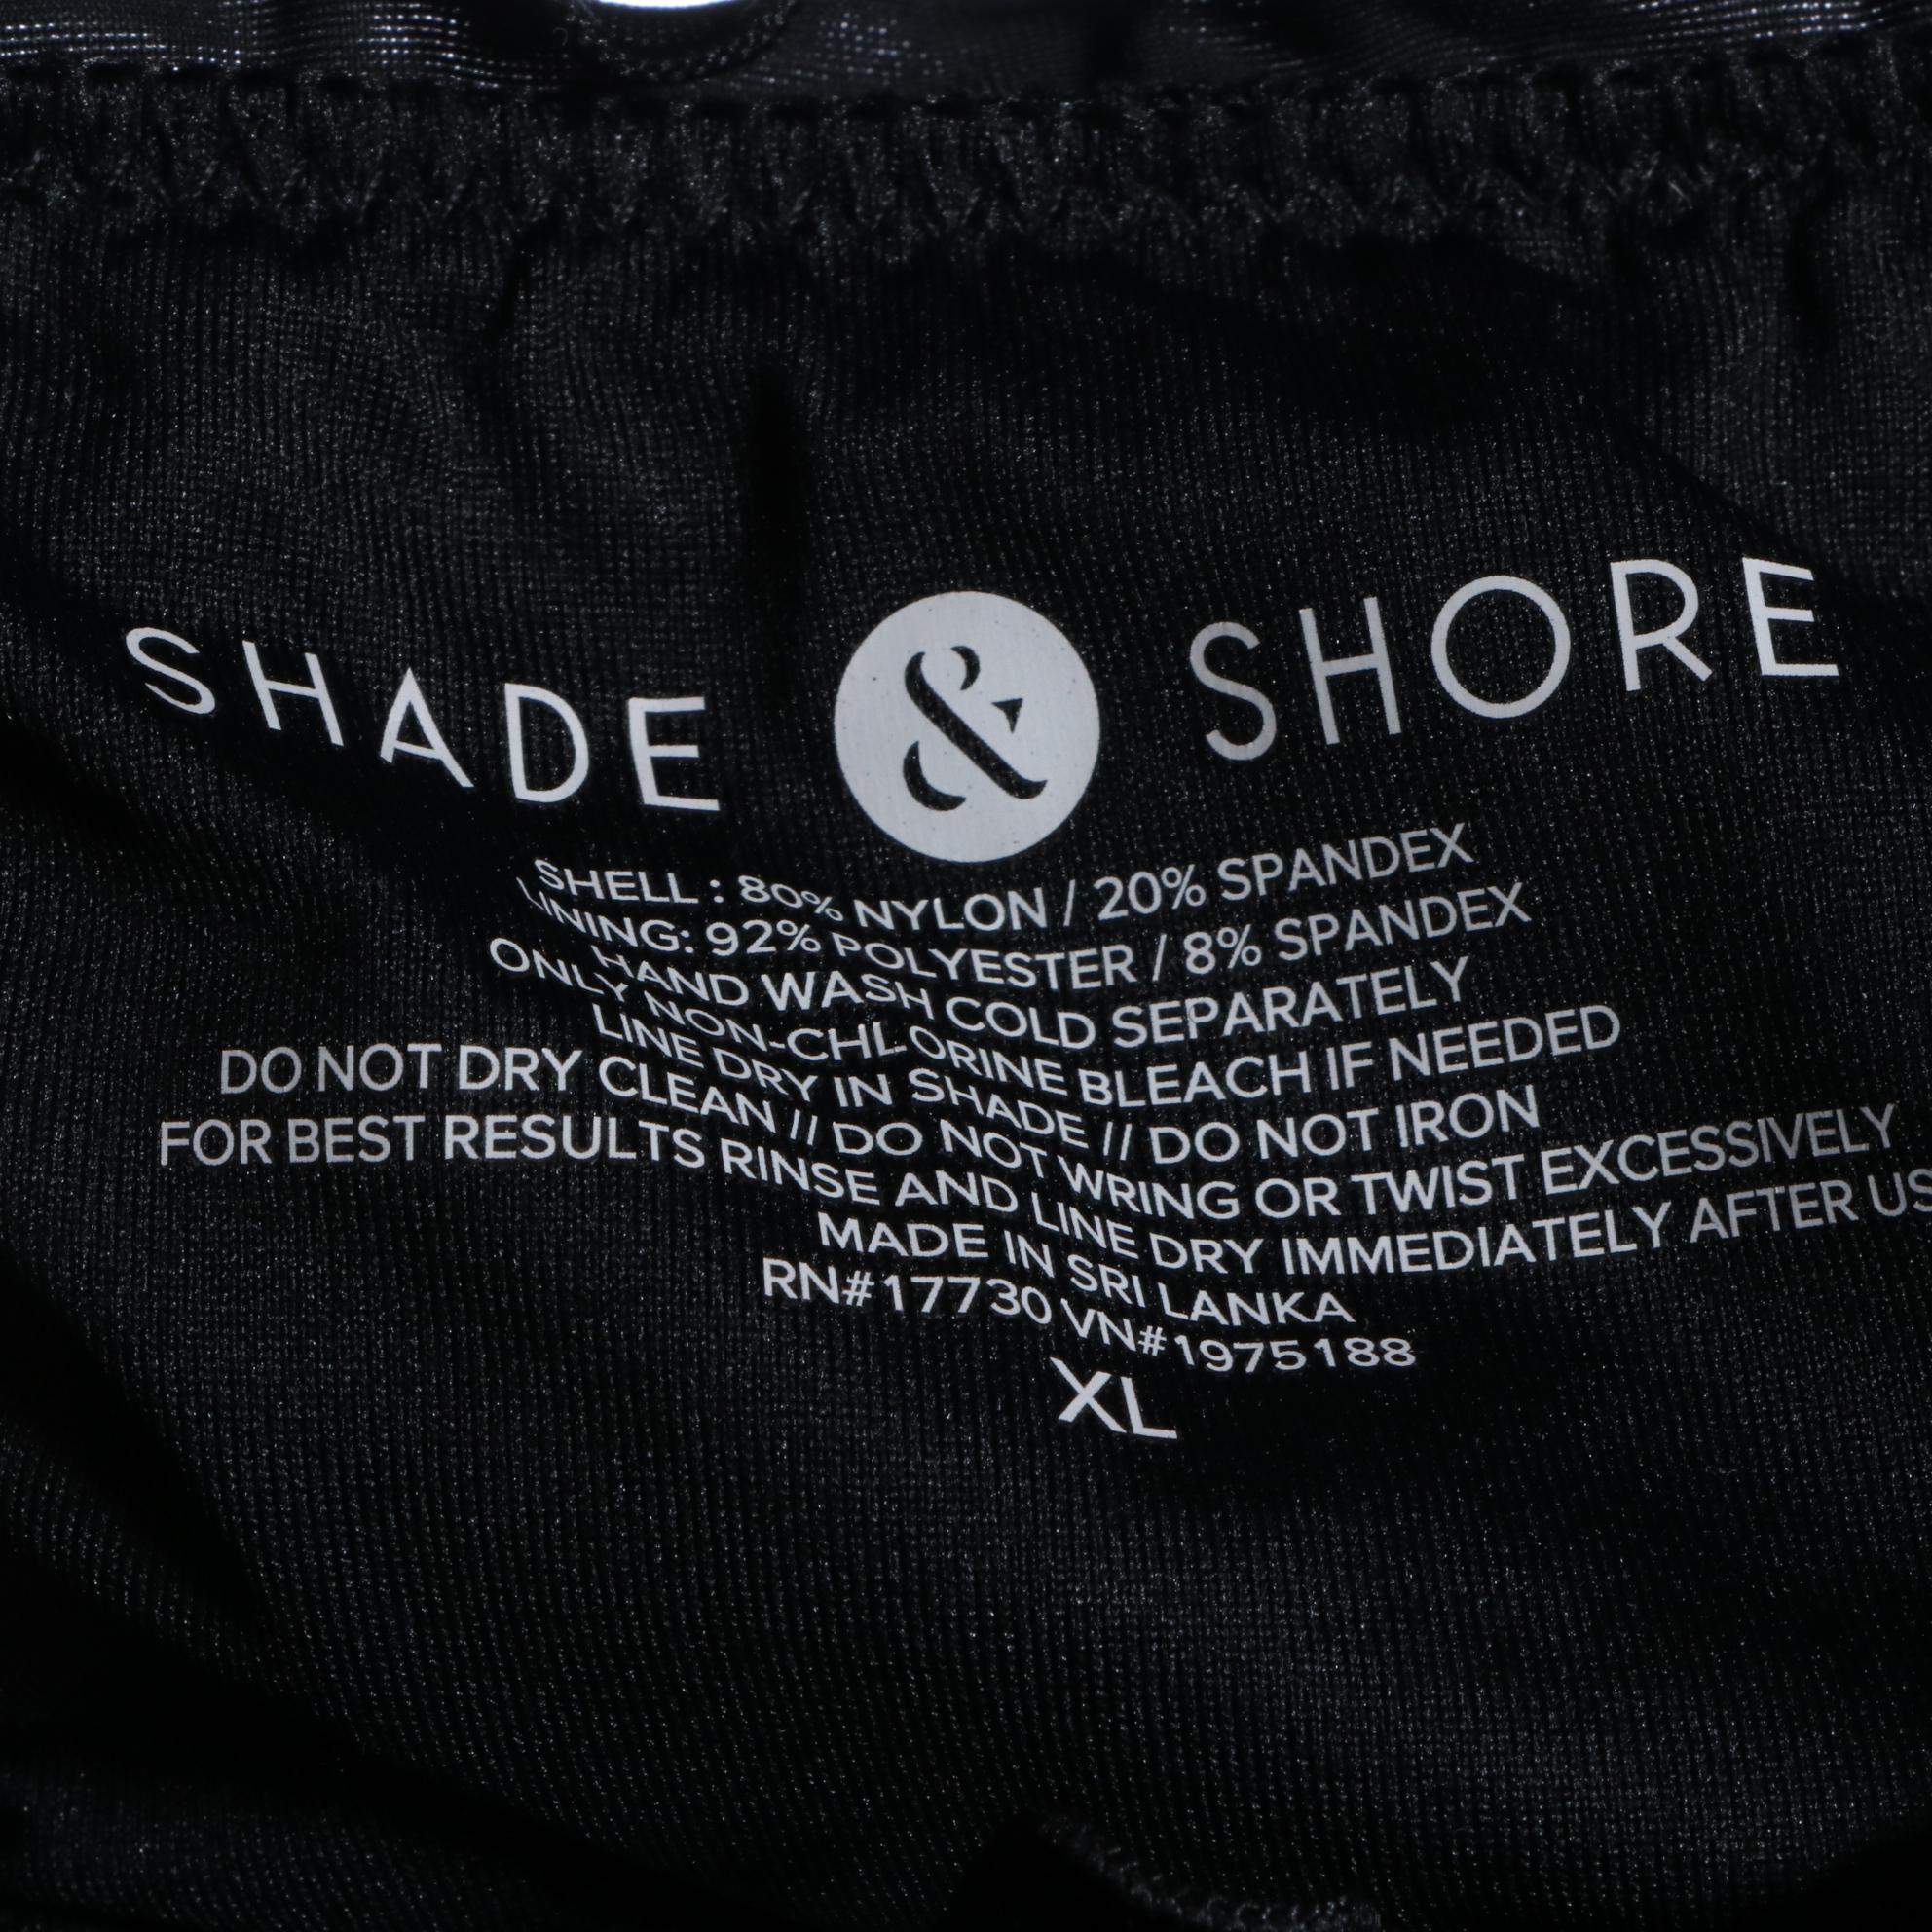 SHADE & SHORE
SHELL : 80% NYLON / 20% SPANDEX
LINING: 92% POLYESTER / 8% SPANDEX
HAND WASH COLD SEPARATELY
ONLY NON-CHLORINE BLEACH IF NEEDED
LINE DRY IN SHADE // DO NOT IRON
DO NOT DRY CLEAN // DO NOT WRING OR TWIST EXCESSIVELY
FOR BEST RESULTS RINSE AND LINE DRY IMMEDIATELY AFTER US
MADE IN SRI LANKA
RN#17730 VN#1975188
XL